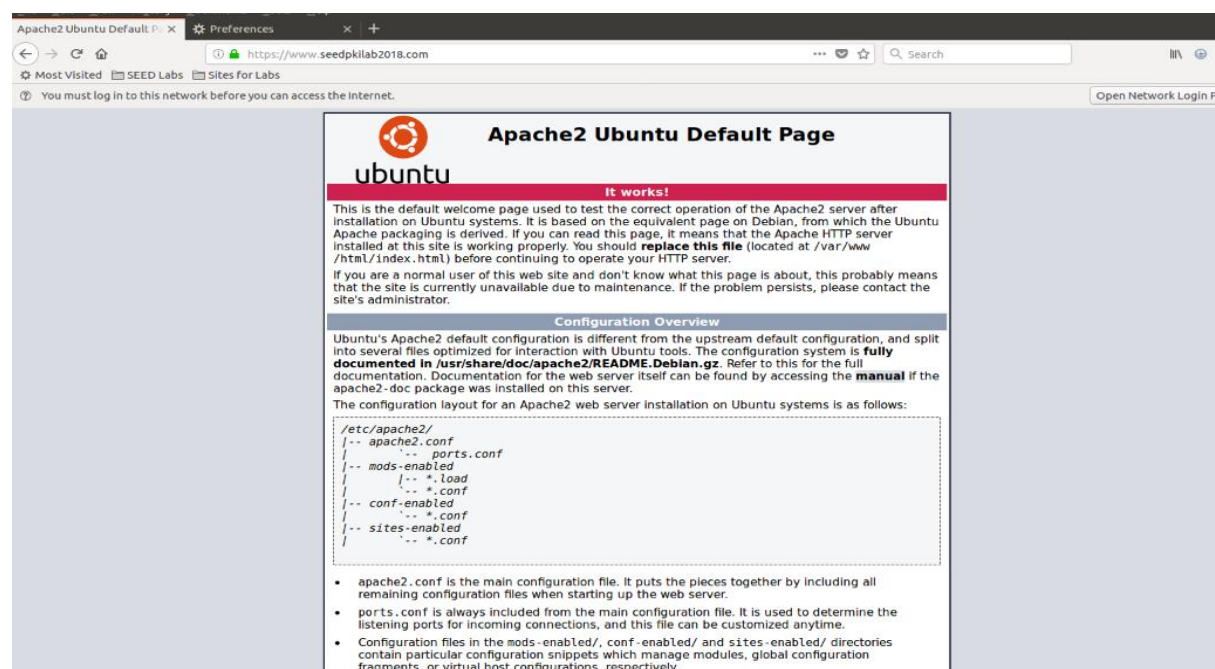 Apache2 Ubuntu Default P
Preferences
https://www.seedpkilab2018.com
Search
Most Visited SEED Labs Sites for Labs
You must log in to this network before you can access the Internet.
Open Network Login P
ubuntu
Apache2 Ubuntu Default Page
It works!
This is the default welcome page used to test the correct operation of the Apache2 server after
installation on Ubuntu systems. It is based on the equivalent page on Debian, from which the Ubuntu
Apache packaging is derived. If you can read this page, it means that the Apache HTTP server
installed at this site is working properly. You should replace this file (located at /var/www
/html/index.html) before continuing to operate your HTTP server.
If you are a normal user of this web site and don't know what this page is about, this probably means
that the site is currently unavailable due to maintenance. If the problem persists, please contact the
site's administrator.
Configuration Overview
Ubuntu's Apache2 default configuration is different from the upstream default configuration, and split
into several files optimized for interaction with Ubuntu tools. The configuration system is fully
documented in /usr/share/doc/apache2/README.Debian.gz. Refer to this for the full
documentation. Documentation for the web server itself can be found by accessing the manual if the
apache2-doc package was installed on this server.
The configuration layout for an Apache2 web server installation on Ubuntu systems is as follows:
/etc/apache2/
|-- apache2.conf
|       `--  ports.conf
|-- mods-enabled
|       |-- *.load
|       `-- *.conf
|-- conf-enabled
|       `-- *.conf
|-- sites-enabled
|       `-- *.conf
• apache2.conf is the main configuration file. It puts the pieces together by including all
remaining configuration files when starting up the web server.
• ports.conf is always included from the main configuration file. It is used to determine the
listening ports for incoming connections, and this file can be customized anytime.
• Configuration files in the mods-enabled/, conf-enabled/ and sites-enabled/ directories
contain particular configuration snippets which manage modules, global configuration
fragments, or virtual host configurations, respectively.